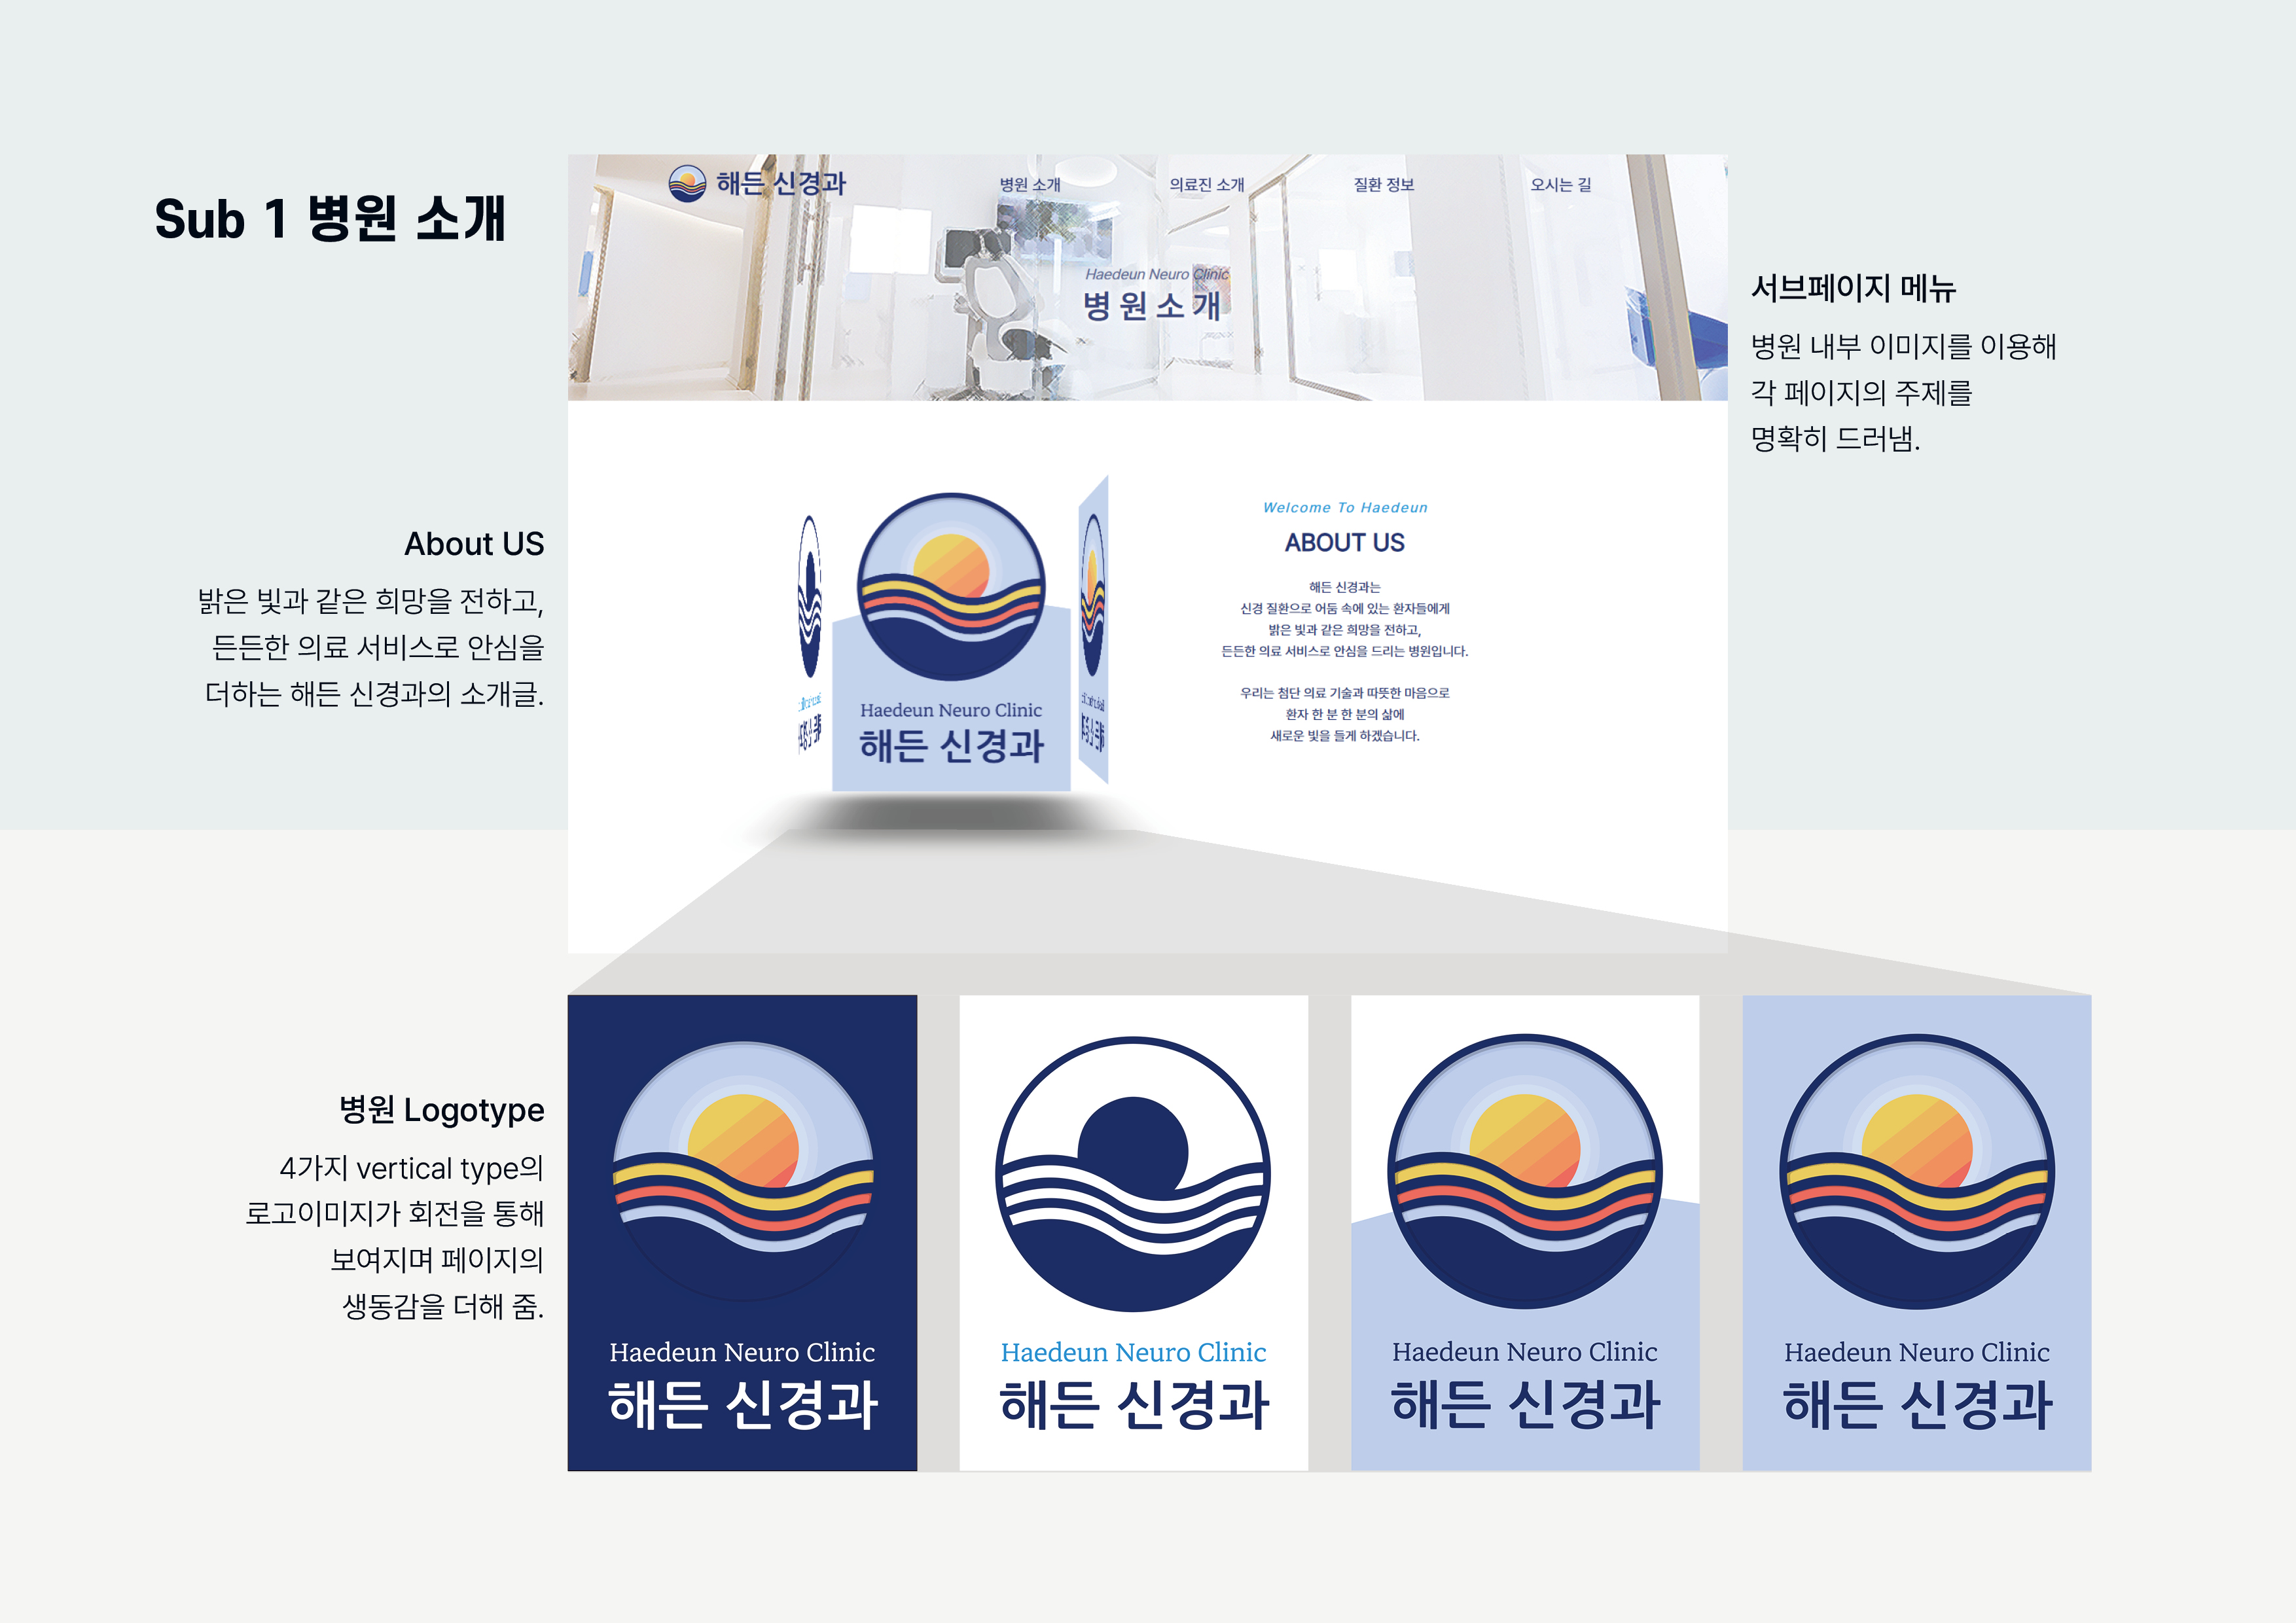 Sub 1 병원 소개
해든 신경과
병원 소개
의료진 소개
질환 정보
오시는 길
Haedeun Neuro Clinic
병원소개
서브페이지 메뉴
병원 내부 이미지를 이용해
각 페이지의 주제를
명확히 드러냄.
About US
밝은 빛과 같은 희망을 전하고,
든든한 의료 서비스로 안심을
더하는 해든 신경과의 소개글.
Haedeun Neuro Clinic
해든 신경과
Welcome To Haedeun
ABOUT US
해든 신경과는
신경 질환으로 어둠 속에 있는 환자들에게
밝은 빛과 같은 희망을 전하고,
든든한 의료 서비스로 안심을 드리는 병원입니다.
우리는 첨단 의료 기술과 따뜻한 마음으로
환자 한 분 한 분의 삶에
새로운 빛을 들게 하겠습니다.
병원 Logotype
4가지 vertical type의
로고이미지가 회전을 통해
보여지며 페이지의
생동감을 더해 줌.
Haedeun Neuro Clinic
해든 신경과
Haedeun Neuro Clinic
해든 신경과
Haedeun Neuro Clinic
해든 신경과
Haedeun Neuro Clinic
해든 신경과